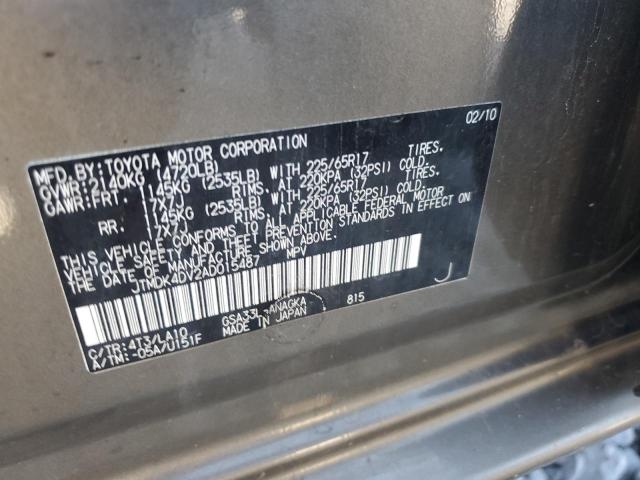 02/10
MFD.BY:TOYOTA MOTOR CORPORATION
GVWR:2140KG (4720LB)
GAWR:FRT. 1145KG (2535LB) WITH 225/65R17 TIRES.
17X7J RIMS. AT 220KPA (32PSI) COLD.
RR. 1145KG (2535LB) WITH 225/65R17 TIRES.
17X7J RIMS. AT 220KPA (32PSI) COLD.
THIS VEHICLE CONFORMS TO ALL APPLICABLE FEDERAL MOTOR
VEHICLE SAFETY AND THEFT PREVENTION STANDARDS IN EFFECT ON
THE DATE OF MANUFACTURE SHOWN ABOVE.
JTMDK4DV2AD015487 MPV
J
C/TR:4T3/LA10 GSA33L-ANAGKA 815
A/TM:-05A/U151F MADE IN JAPAN